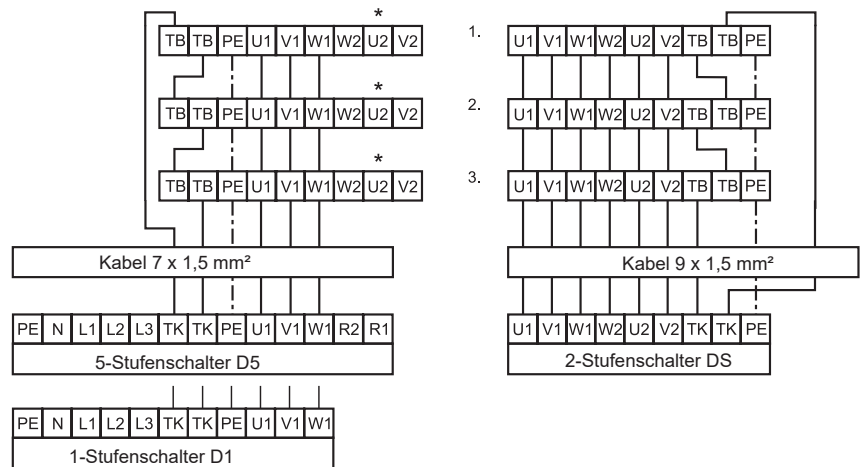 *
TB TB PE U1 V1 W1 W2 U2 V2
*
TB TB PE U1 V1 W1 W2 U2 V2
*
TB TB PE U1 V1 W1 W2 U2 V2
Kabel 7 x 1,5 mm²
PE N L1 L2 L3 TK TK PE U1 V1 W1 R2 R1
5-Stufenschalter D5
PE N L1 L2 L3 TK TK PE U1 V1 W1
1-Stufenschalter D1
1. U1 V1 W1 W2 U2 V2 TB TB PE
2. U1 V1 W1 W2 U2 V2 TB TB PE
3. U1 V1 W1 W2 U2 V2 TB TB PE
Kabel 9 x 1,5 mm²
U1 V1 W1 W2 U2 V2 TK TK PE
2-Stufenschalter DS